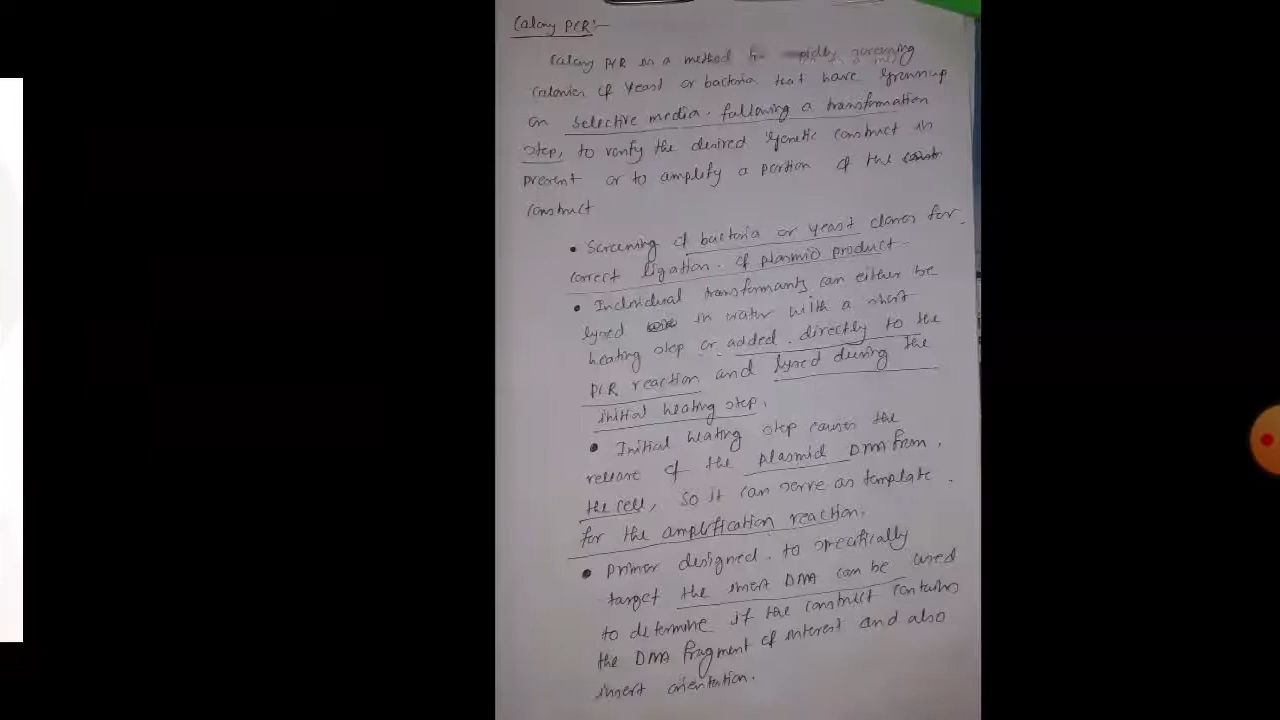 Colony PCR:-
Colony PCR is a method for rapidly screening
colonies of Yeast or bacteria that have grown up
on selective media. following a transformation
step, to verify the desired genetic construct is
present or to amplify a portion of the
construct
• Screening of bacteria or yeast clones for
correct ligation. of plasmid product
• Individual transformants can either be
lysed in water with a short
heating step or added. directly to the
PCR reaction and lysed during the
initial heating step.
• Initial heating step causes the
release of the plasmid DNA from.
the cell, so it can serve as template.
for the amplification reaction.
• Primer designed. to specifically
target the insert DNA can be used
to determine if the construct contains
the DNA fragment of interest and also
insert orientation.